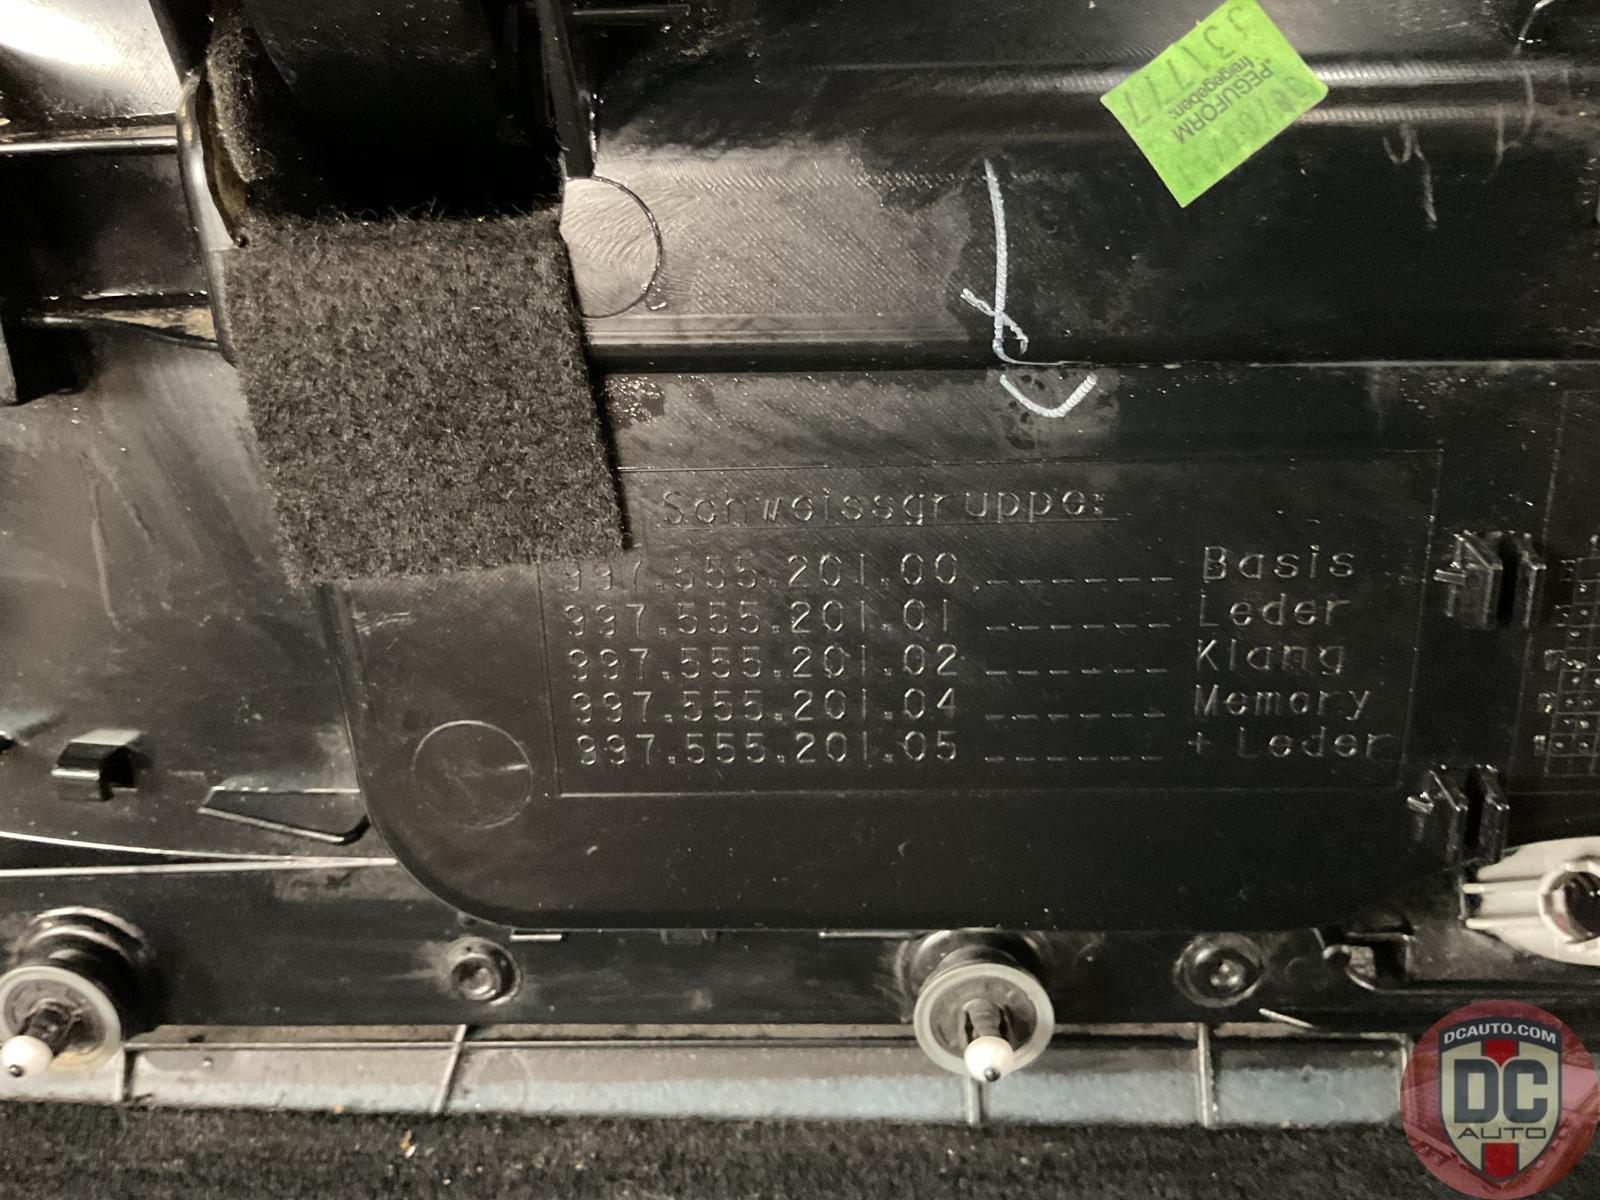 PEGUFORM
freigegeben:
33177
Schweissgruppe:
997.555.201.00 ------ Basis
997.555.201.01 ------ Leder
997.555.201.02 ------ Klang
997.555.201.04 ------ Memory
997.555.201.05 ------ + Leder
DCAUTO.COM
DC
AUTO